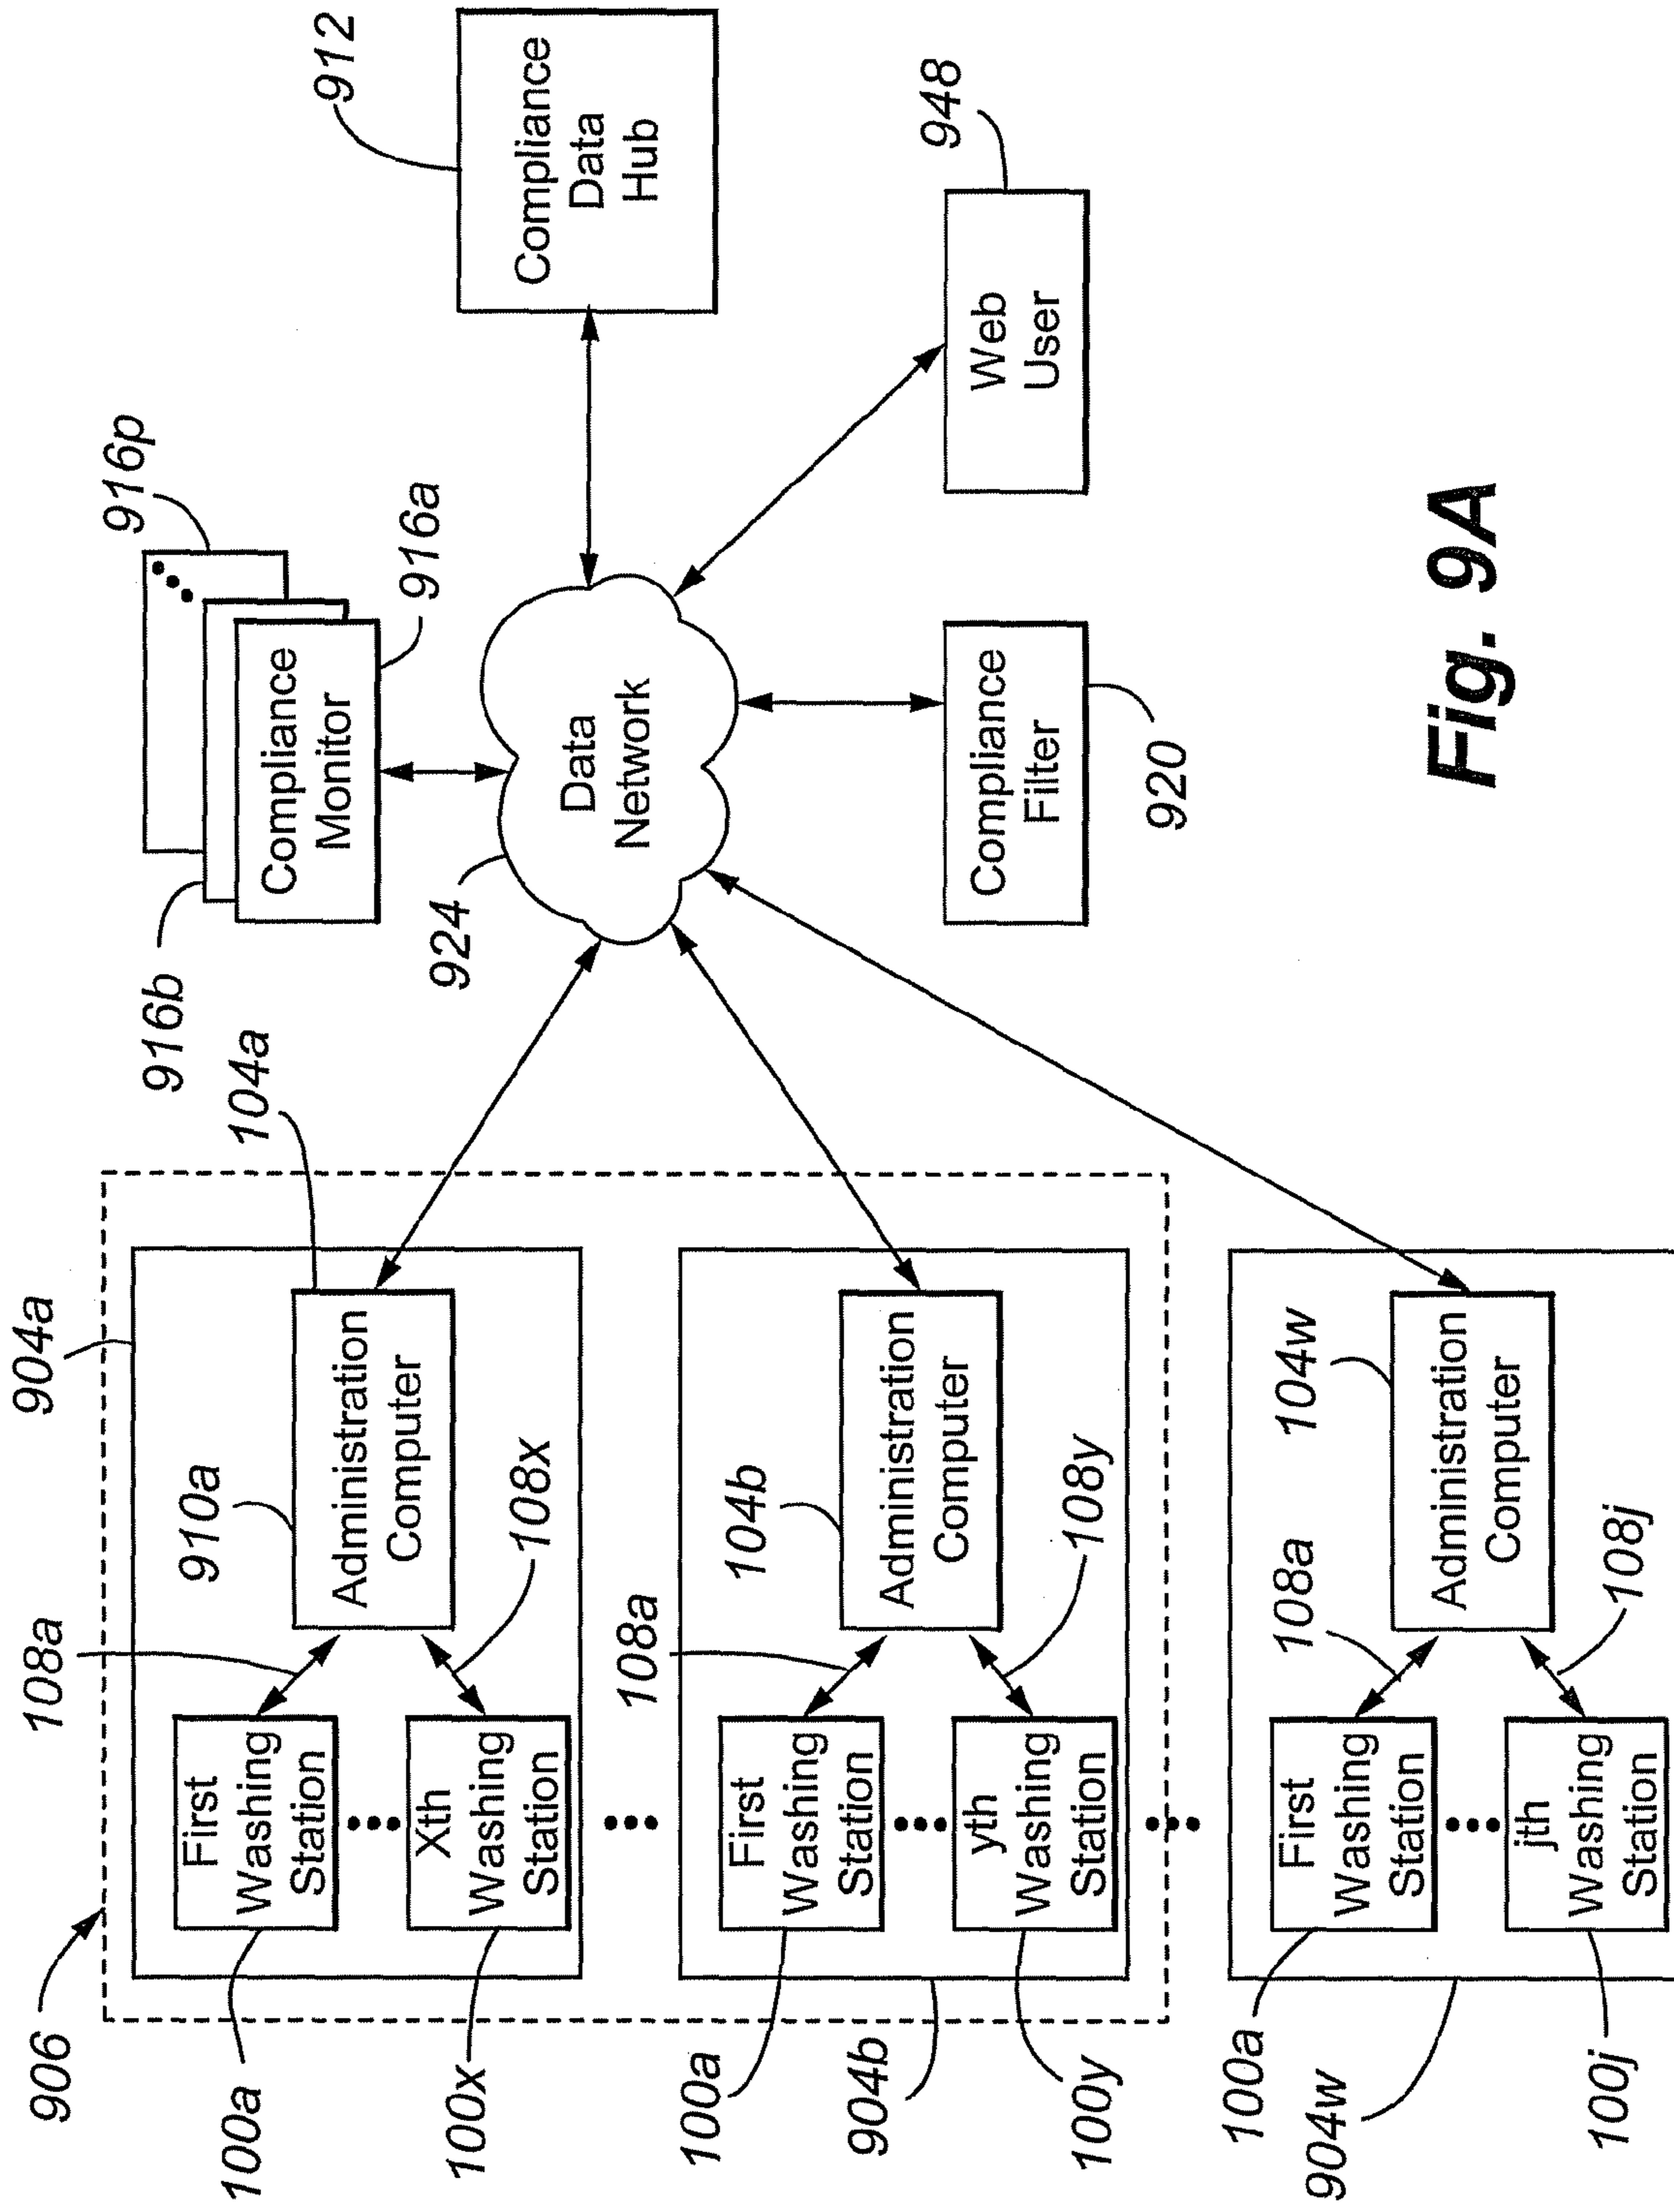 906
904a
108a
910a
104a
First
Washing
Station
Xth
Washing
Station
Administration
Computer
108x
100a
100x
108a
104b
First
Washing
Station
yth
Washing
Station
Administration
Computer
108y
100a
904b
100y
108a
104w
First
Washing
Station
jth
Washing
Station
Administration
Computer
108j
100a
904w
100j
916b
916p
916a
Compliance
Monitor
924
Data
Network
912
Compliance
Data
Hub
948
Web
User
Compliance
Filter
920
Fig. 9A